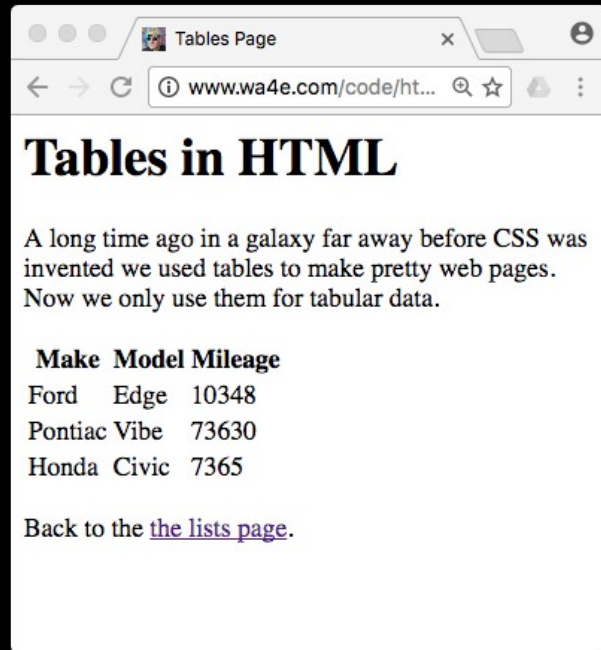 Tables Page
www.wa4e.com/code/ht...
Tables in HTML
A long time ago in a galaxy far away before CSS was
invented we used tables to make pretty web pages.
Now we only use them for tabular data.
Make Model Mileage
Ford Edge 10348
Pontiac Vibe 73630
Honda Civic 7365
Back to the the lists page.